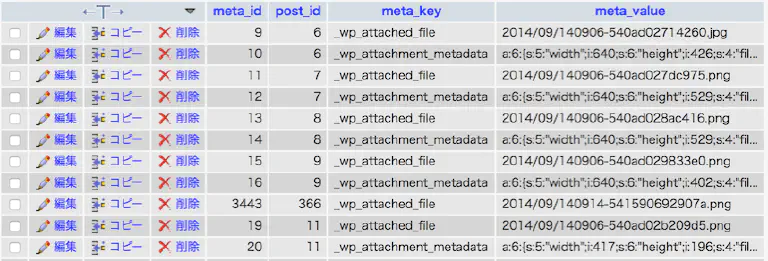 meta_id post_id meta_key meta_value
編集 コピー 削除 9 6 _wp_attached_file 2014/09/140906-540ad02714260.jpg
編集 コピー 削除 10 6 _wp_attachment_metadata a:6:{s:5:"width";i:640;s:6:"height";i:426;s:4:"fil...
編集 コピー 削除 11 7 _wp_attached_file 2014/09/140906-540ad027dc975.png
編集 コピー 削除 12 7 _wp_attachment_metadata a:6:{s:5:"width";i:640;s:6:"height";i:529;s:4:"fil...
編集 コピー 削除 13 8 _wp_attached_file 2014/09/140906-540ad028ac416.png
編集 コピー 削除 14 8 _wp_attachment_metadata a:6:{s:5:"width";i:640;s:6:"height";i:529;s:4:"fil...
編集 コピー 削除 15 9 _wp_attached_file 2014/09/140906-540ad029833e0.png
編集 コピー 削除 16 9 _wp_attachment_metadata a:6:{s:5:"width";i:640;s:6:"height";i:402;s:4:"fil...
編集 コピー 削除 3443 366 _wp_attached_file 2014/09/140914-541590692907a.png
編集 コピー 削除 19 11 _wp_attached_file 2014/09/140906-540ad02b209d5.png
編集 コピー 削除 20 11 _wp_attachment_metadata a:6:{s:5:"width";i:417;s:6:"height";i:196;s:4:"fil...